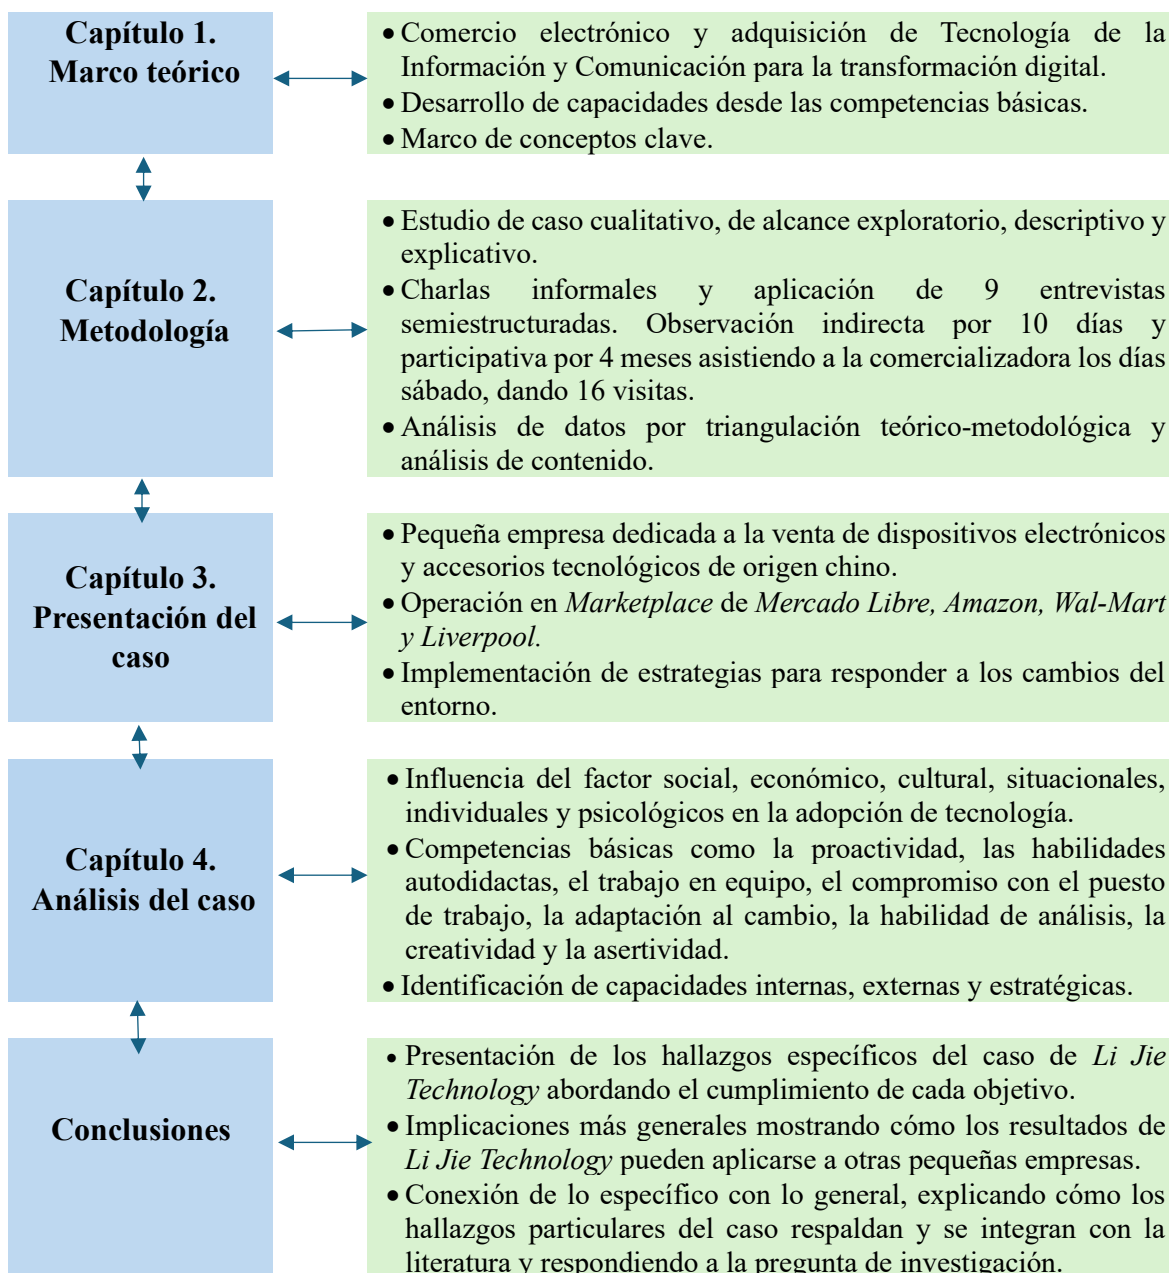 Capítulo 1.
Marco teórico
• Comercio electrónico y adquisición de Tecnología de la
Información y Comunicación para la transformación digital.
• Desarrollo de capacidades desde las competencias básicas.
• Marco de conceptos clave.
Capítulo 2.
Metodología
• Estudio de caso cualitativo, de alcance exploratorio, descriptivo y
explicativo.
• Charlas informales y aplicación de 9 entrevistas
semiestructuradas. Observación indirecta por 10 días y
participativa por 4 meses asistiendo a la comercializadora los días
sábado, dando 16 visitas.
• Análisis de datos por triangulación teórico-metodológica y
análisis de contenido.
Capítulo 3.
Presentación del
caso
• Pequeña empresa dedicada a la venta de dispositivos electrónicos
y accesorios tecnológicos de origen chino.
• Operación en Marketplace de Mercado Libre, Amazon, Wal-Mart
y Liverpool.
• Implementación de estrategias para responder a los cambios del
entorno.
Capítulo 4.
Análisis del caso
• Influencia del factor social, económico, cultural, situacionales,
individuales y psicológicos en la adopción de tecnología.
• Competencias básicas como la proactividad, las habilidades
autodidactas, el trabajo en equipo, el compromiso con el puesto
de trabajo, la adaptación al cambio, la habilidad de análisis, la
creatividad y la asertividad.
• Identificación de capacidades internas, externas y estratégicas.
Conclusiones
• Presentación de los hallazgos específicos del caso de Li Jie
Technology abordando el cumplimiento de cada objetivo.
• Implicaciones más generales mostrando cómo los resultados de
Li Jie Technology pueden aplicarse a otras pequeñas empresas.
• Conexión de lo específico con lo general, explicando cómo los
hallazgos particulares del caso respaldan y se integran con la
literatura y respondiendo a la pregunta de investigación.